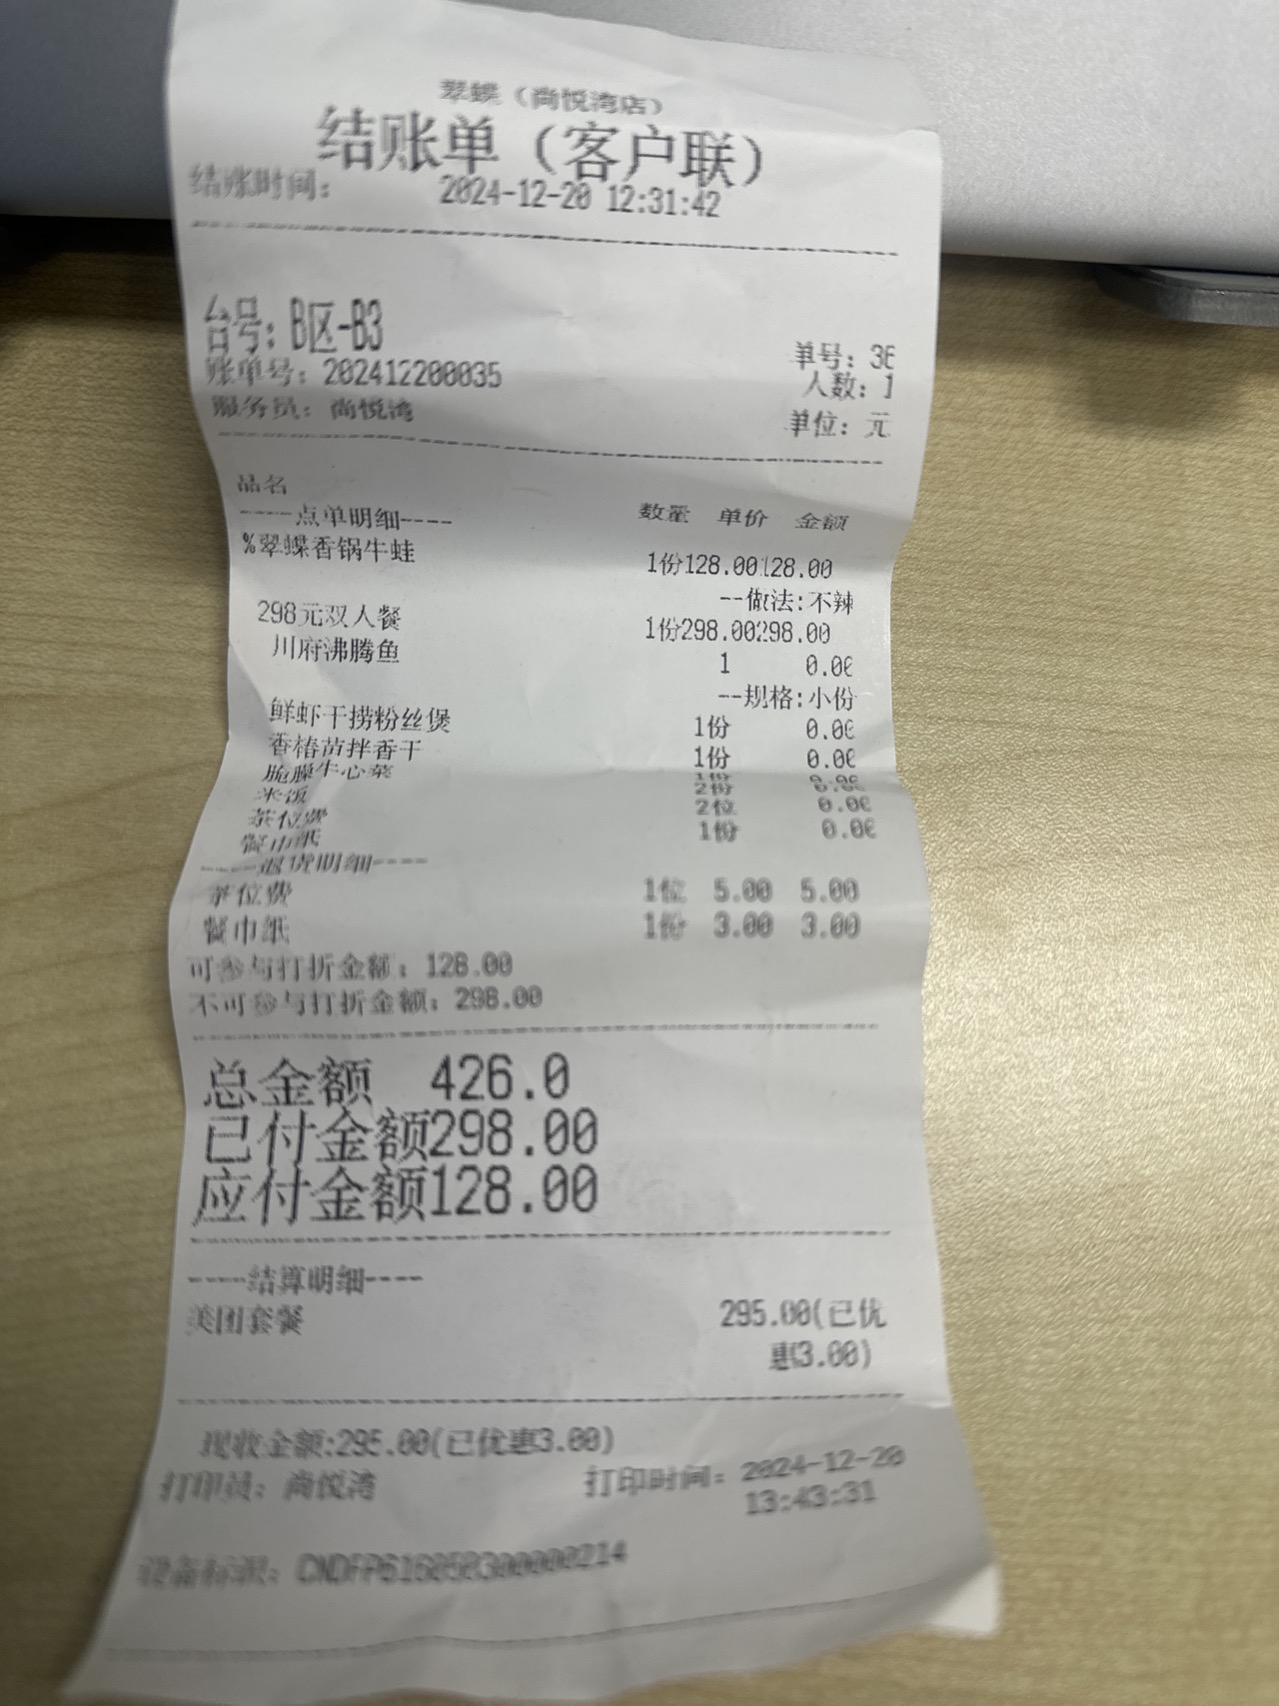 翠蝶（尚悦湾店）
结账单（客户联）
结账时间： 2024-12-20 12:31:42
台号：B区-B3
单号：36
账单号：202412200035
人数：1
服务员：尚悦湾
单位：元
品名 数量 单价 金额
----点单明细----
%翠蝶香锅牛蛙 1份128.00128.00
--做法:不辣
298元双人餐 1份298.00298.00
川府沸腾鱼 1 0.00
--规格:小份
鲜虾干捞粉丝煲 1份 0.00
香椿苗拌香干 1份 0.00
脆臊牛心菜 1份 0.00
米饭 2份 0.00
茶位费 2位 0.00
餐巾纸 1份 0.00
----退货明细----
茶位费 1位 5.00 5.00
餐巾纸 1份 3.00 3.00
可参与打折金额：128.00
不可参与打折金额：298.00
总金额 426.0
已付金额298.00
应付金额128.00
----结算明细----
美团套餐 295.00(已优
惠3.00)
现收金额:295.00(已优惠3.00)
打印员：尚悦湾 打印时间：2024-12-20
13:43:31
设备标识：